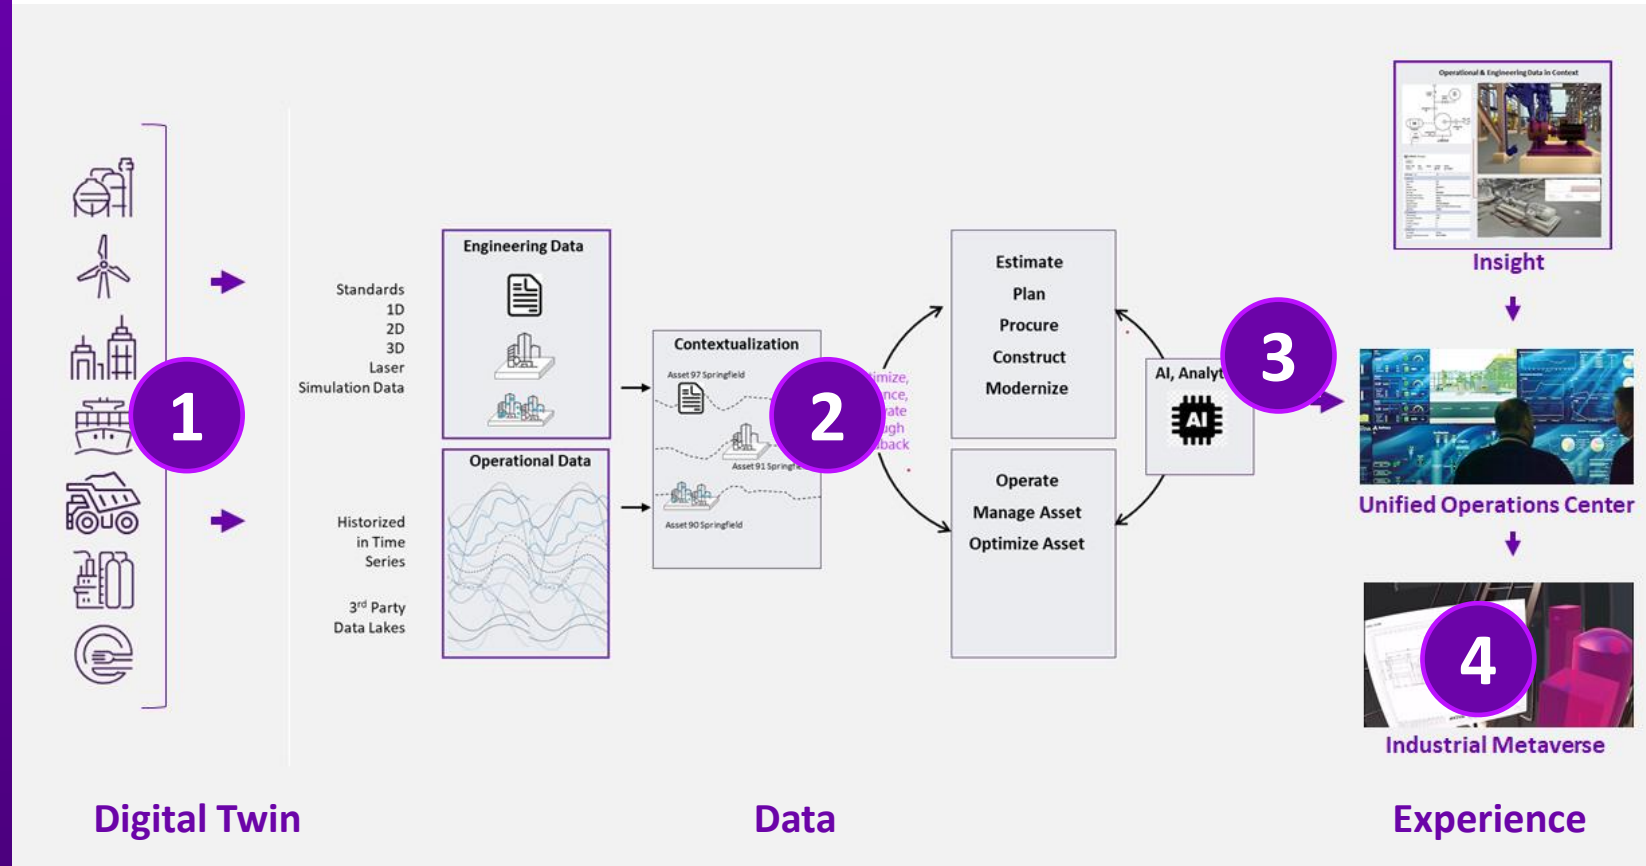 Standards
1D
2D
3D
Laser
Simulation Data
Historized
in Time
Series
3rd Party
Data Lakes
1
Engineering Data
Operational Data
Contextualization
Asset 97 Springfield
Asset 91 Springfie
Asset 90 Springfield
2
Estimate
Plan
Procure
Construct
Modernize
Operate
Manage Asset
Optimize Asset
AI, Analyt
AI
3
Operational & Engineering Data in Context
Insight
Unified Operations Center
4
Industrial Metaverse
Digital Twin
Data
Experience